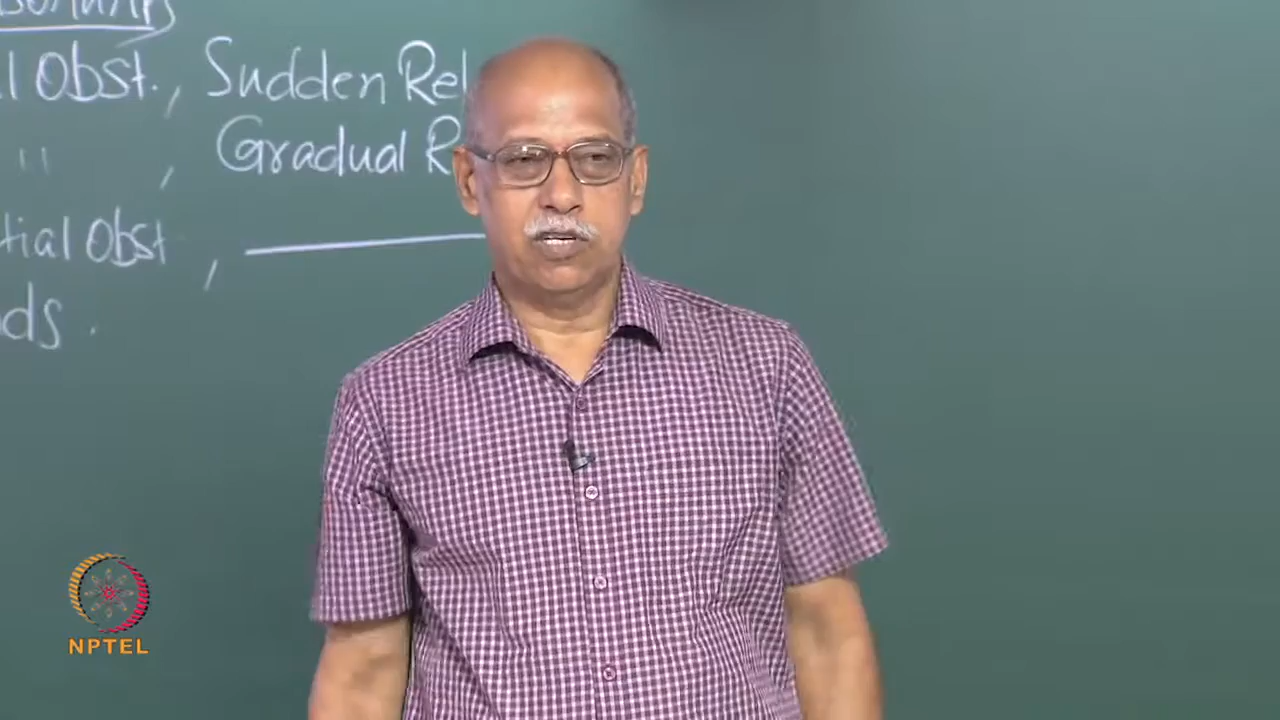 Obst., Sudden Rel
" , Gradual R
tial Obst , —
ds.
NPTEL